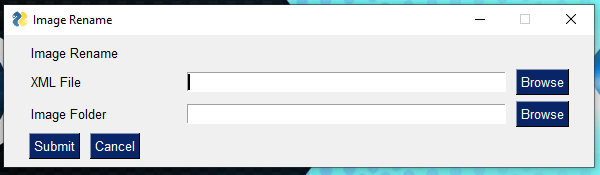 Image Rename
Image Rename
XML File
Browse
Image Folder
Browse
Submit
Cancel